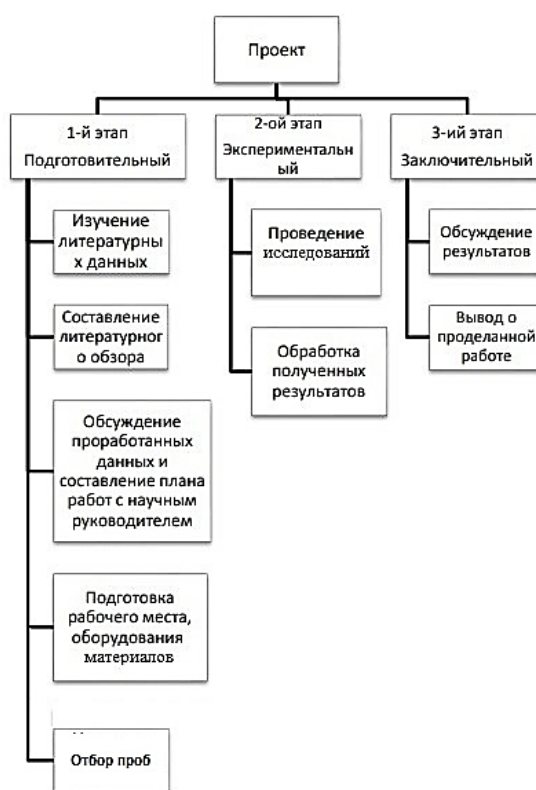 Проект
1-й этап
Подготовительный
Изучение
литературны
х данных
Составление
литературног
о обзора
Обсуждение
проработанных
данных и
составление плана
работ с научным
руководителем
Подготовка
рабочего места,
оборудования
материалов
Отбор проб
2-ой этап
Экспериментальн
ый
Проведение
исследований
Обработка
полученных
результатов
3-ий этап
Заключительный
Обсуждение
результатов
Вывод о
проделанной
работе